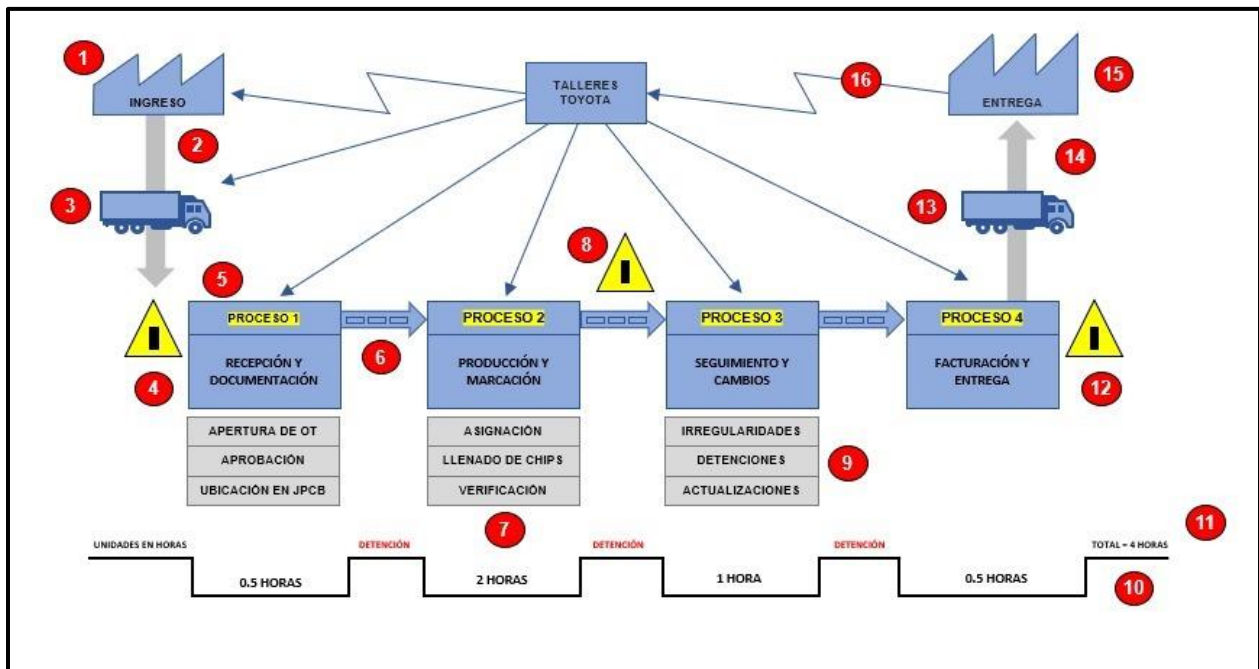 1
INGRESO
2
3
TALLERES
TOYOTA
16
ENTREGA
15
14
13
8
4
5
PROCESO 1
RECEPCIÓN Y
DOCUMENTACIÓN
APERTURA DE OT
APROBACIÓN
UBICACIÓN EN JPCB
6
PROCESO 2
PRODUCCIÓN Y
MARCACIÓN
ASIGNACIÓN
LLENADO DE CHIPS
VERIFICACIÓN
7
PROCESO 3
SEGUIMIENTO Y
CAMBIOS
IRREGULARIDADES
DETENCIONES
ACTUALIZACIONES
9
PROCESO 4
FACTURACIÓN Y
ENTREGA
12
11
UNIDADES EN HORAS
DETENCIÓN
DETENCIÓN
DETENCIÓN
TOTAL = 4 HORAS
0.5 HORAS
2 HORAS
1 HORA
0.5 HORAS
10